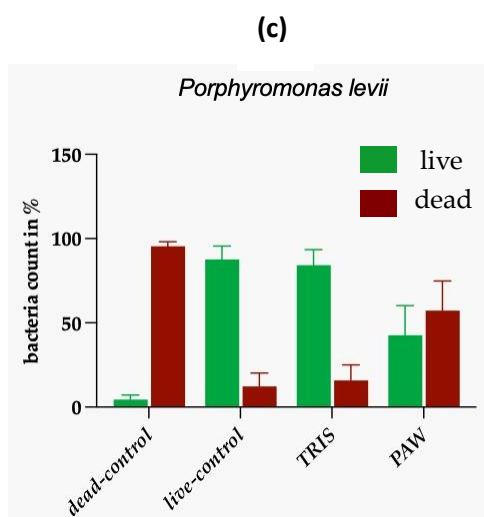 (c)
Porphyromonas levii
live
dead
bacteria count in %
150
100
50
0
dead-control
live-control
TRIS
PAW